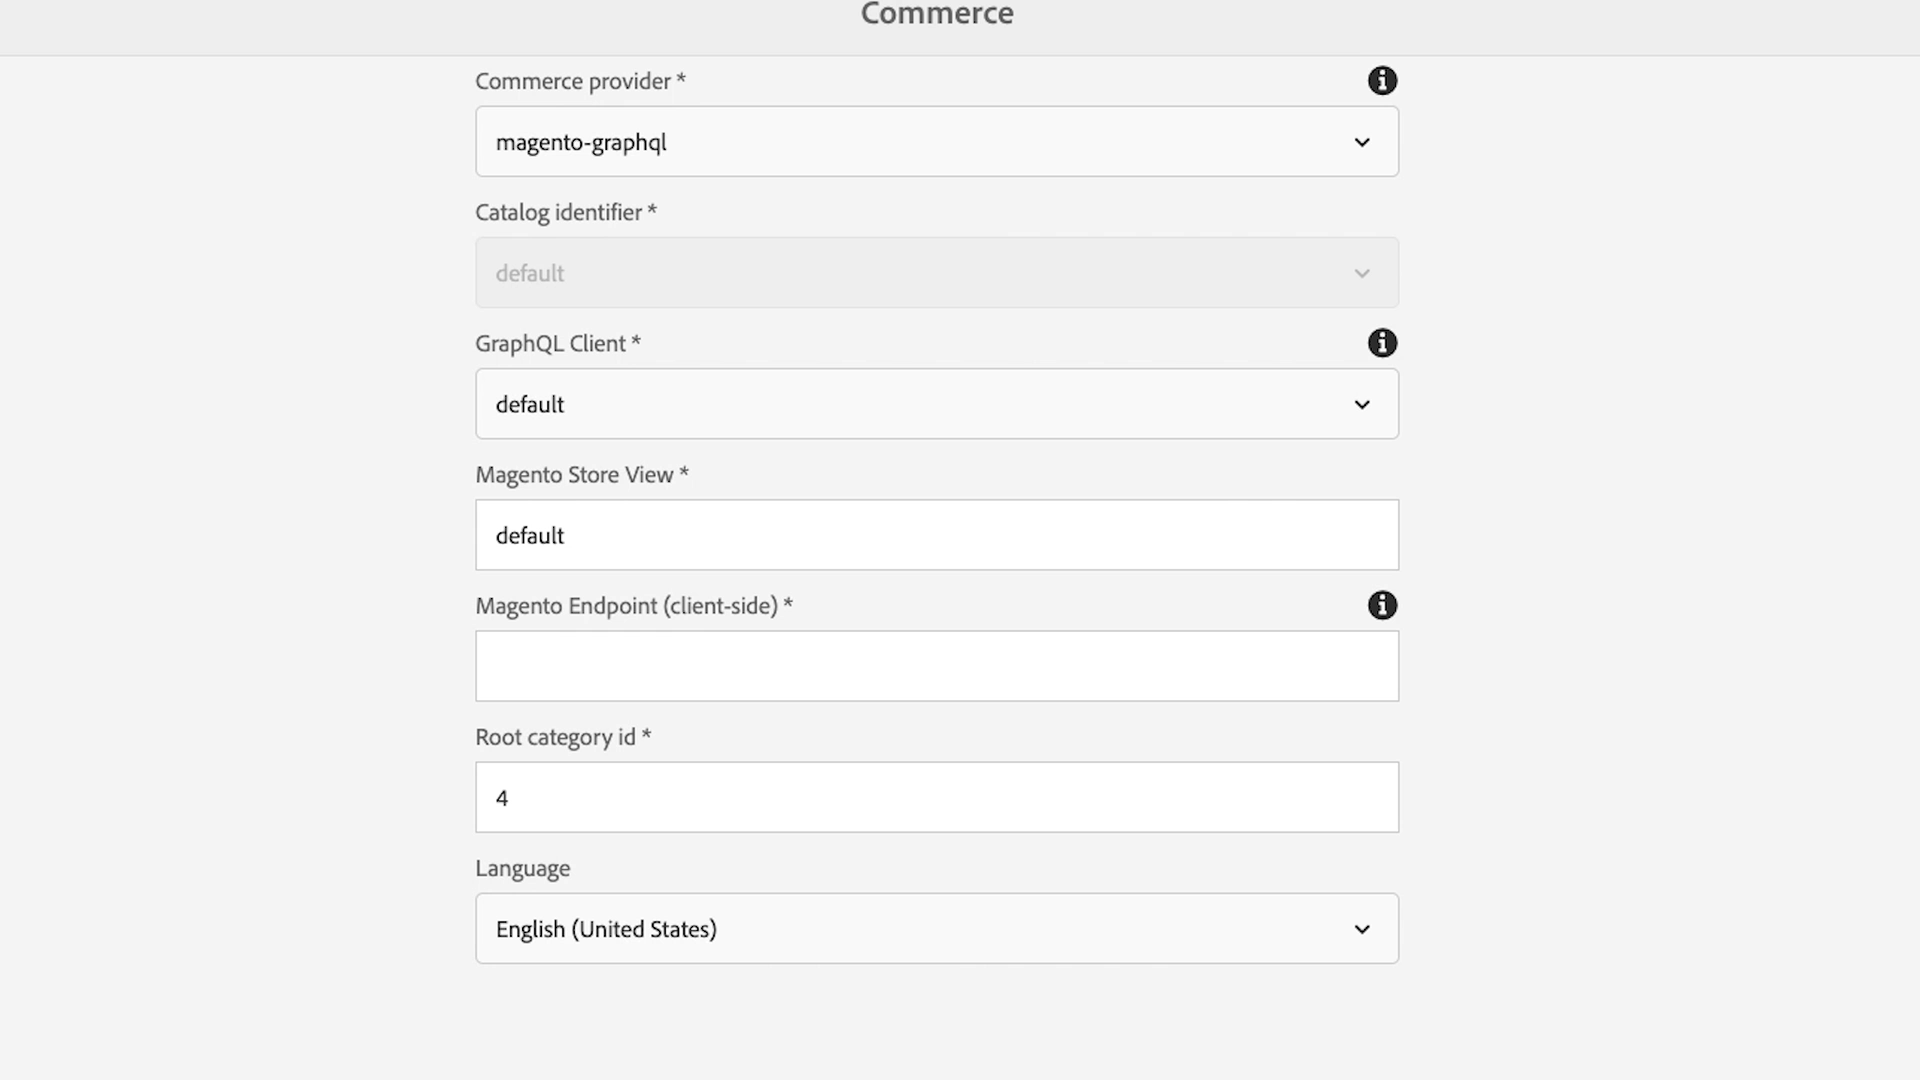 Commerce
Commerce provider *
magento-graphql
Catalog identifier *
default
GraphQL Client *
default
Magento Store View *
default
Magento Endpoint (client-side) *
Root category id *
4
Language
English (United States)